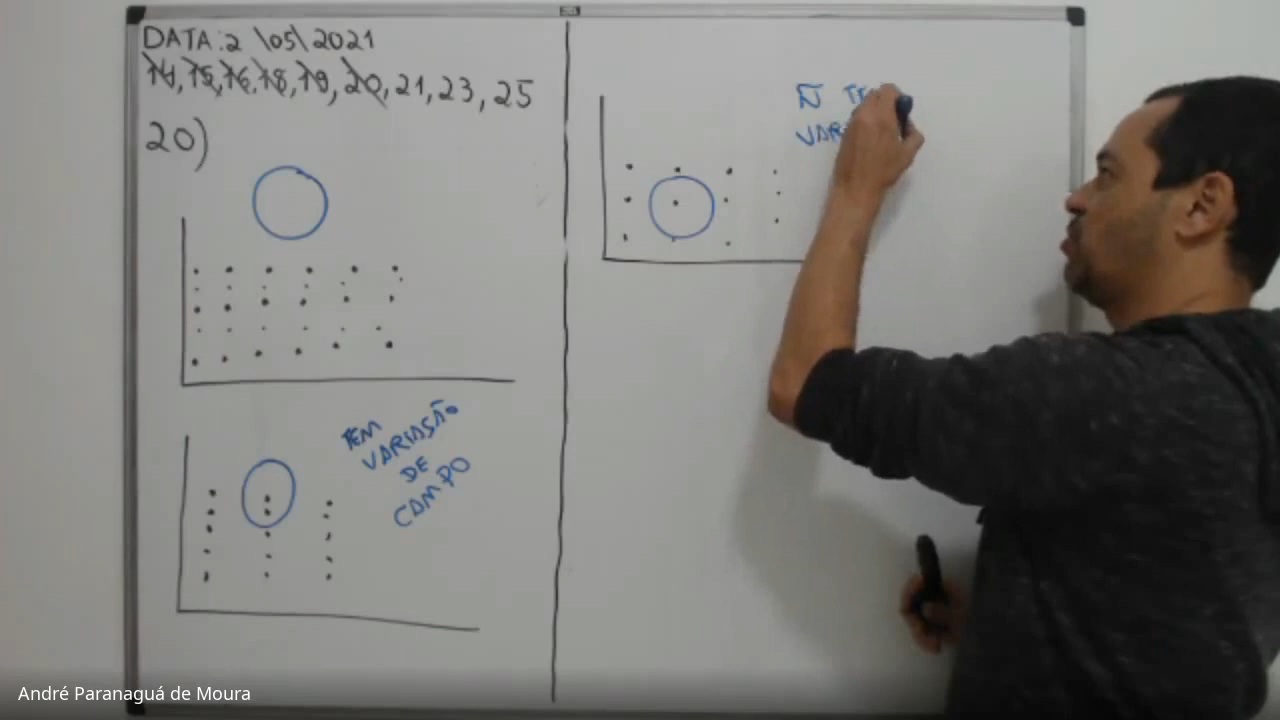 DATA: 2 \05\ 2021
14, 15, 16, 18, 19, 20, 21, 23, 25
20)
TEM
VARIASÃO
DE
CAMPO
Ñ
André Paranaguá de Moura